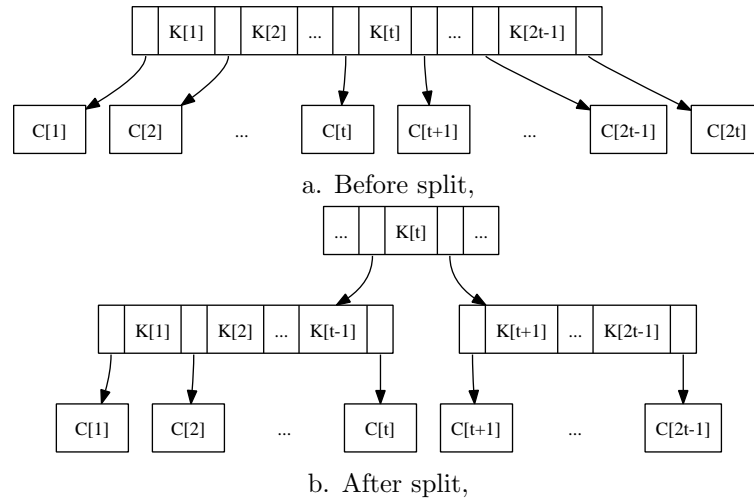 K[1] K[2] ... K[t] ... K[2t-1]
C[1] C[2] ... C[t] C[t+1] ... C[2t-1] C[2t]
a. Before split,
... K[t] ...
K[1] K[2] ... K[t-1] K[t+1] ... K[2t-1]
C[1] C[2] ... C[t] C[t+1] ... C[2t-1]
b. After split,